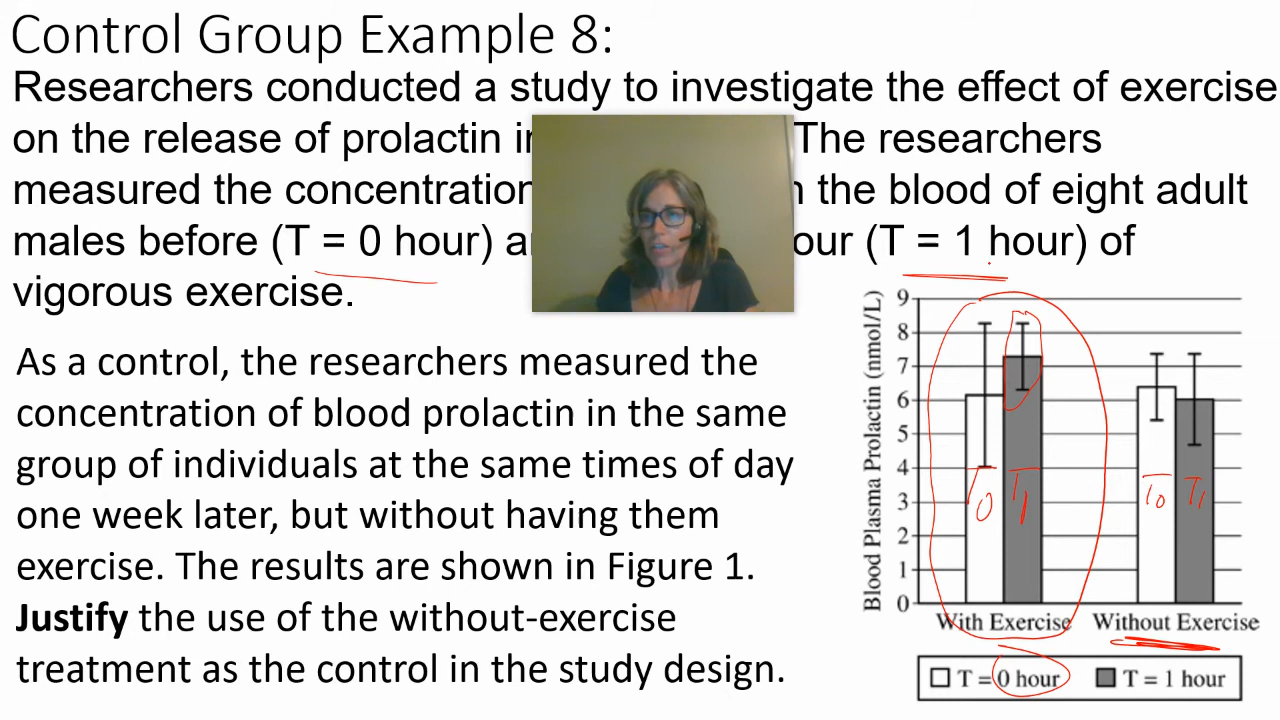 Control Group Example 8:
Researchers conducted a study to investigate the effect of exercise
on the release of prolactin The researchers
measured the concentration the blood of eight adult
males before (T = 0 hour) (T = 1 hour) of
vigorous exercise.
As a control, the researchers measured the
concentration of blood prolactin in the same
group of individuals at the same times of day
one week later, but without having them
exercise. The results are shown in Figure 1.
Justify the use of the without-exercise
treatment as the control in the study design.
Blood Plasma Prolactin (nmol/L)
9
8
7
6
5
4
3
2
1
0
T0 T1 T0 T1
With Exercise Without Exercise
T = 0 hour T = 1 hour